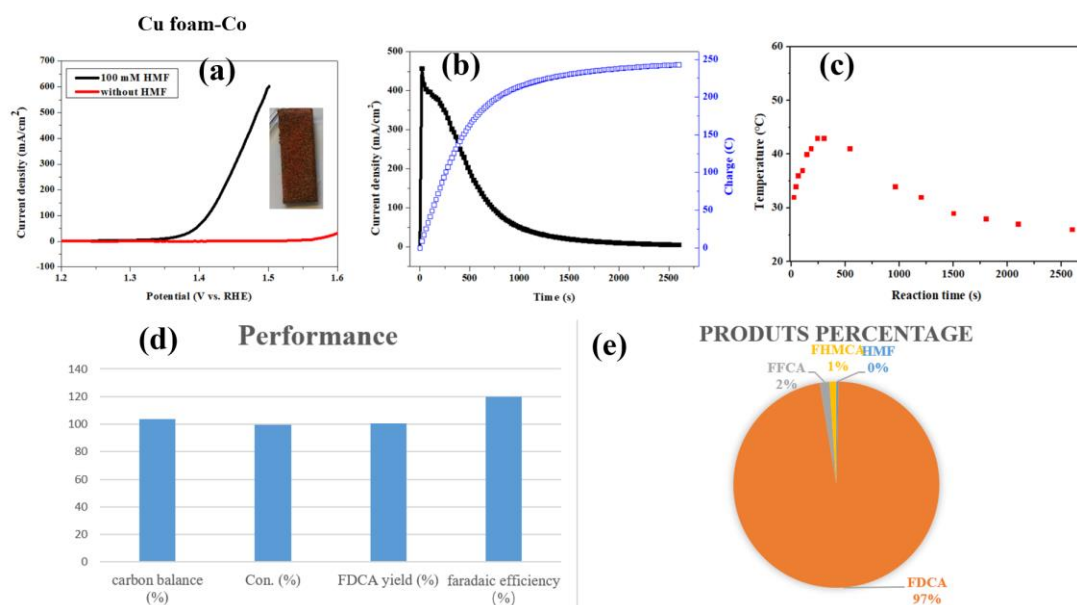 Cu foam-Co
(a)
100 mM HMF
without HMF
Current density (mA/cm²)
700
600
500
400
300
200
100
0
-100
1.2
1.3
1.4
1.5
1.6
Potential (V vs. RHE)
(b)
Current density (mA/cm²)
500
400
300
200
100
0
Charge (C)
250
200
150
100
50
0
0
500
1000
1500
2000
2500
Time (s)
(c)
Temperature (°C)
60
50
40
30
20
0
500
1000
1500
2000
2500
Reaction time (s)
(d)
Performance
140
120
100
80
60
40
20
0
carbon balance (%)
Con. (%)
FDCA yield (%)
faradaic efficiency (%)
(e)
PRODUTS PERCENTAGE
FFCA
2%
FHMCA
1%
HMF
0%
FDCA
97%